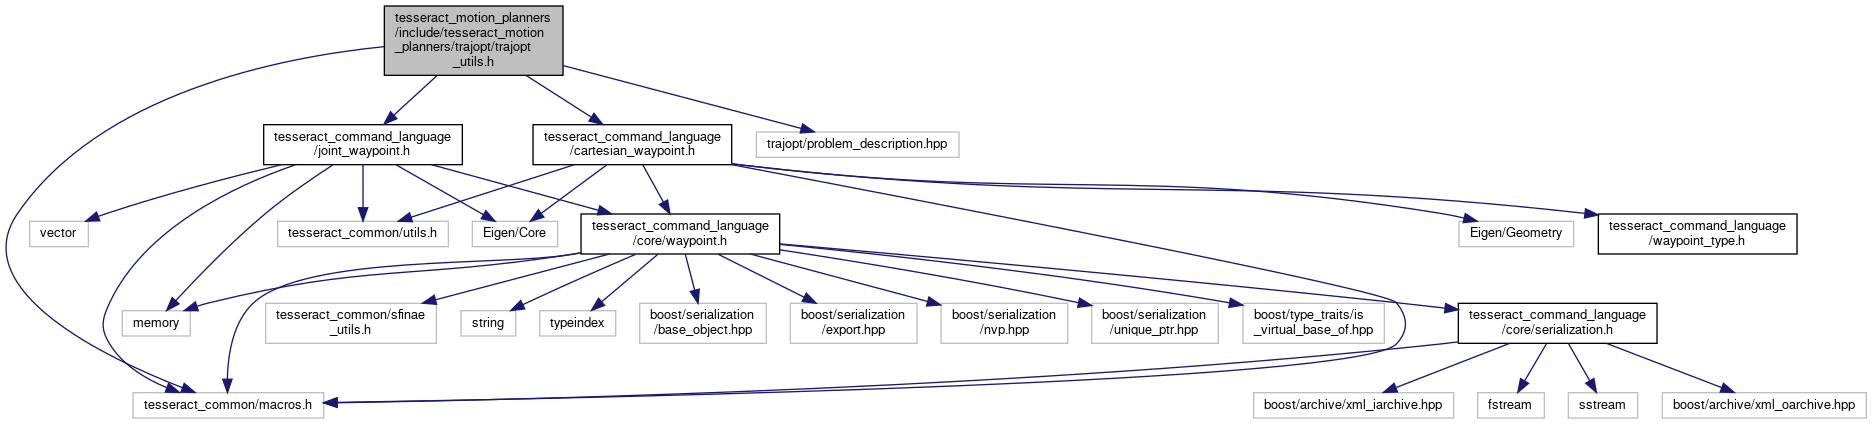 tesseract_motion_planners
/include/tesseract_motion
_planners/trajopt/trajopt
_utils.h
tesseract_command_language
/joint_waypoint.h
tesseract_command_language
/cartesian_waypoint.h
trajopt/problem_description.hpp
vector
tesseract_common/utils.h
Eigen/Core
tesseract_command_language
/core/waypoint.h
Eigen/Geometry
tesseract_command_language
/waypoint_type.h
memory
tesseract_common/sfinae
_utils.h
string
typeindex
boost/serialization
/base_object.hpp
boost/serialization
/export.hpp
boost/serialization
/nvp.hpp
boost/serialization
/unique_ptr.hpp
boost/type_traits/is
_virtual_base_of.hpp
tesseract_command_language
/core/serialization.h
tesseract_common/macros.h
boost/archive/xml_iarchive.hpp
fstream
sstream
boost/archive/xml_oarchive.hpp